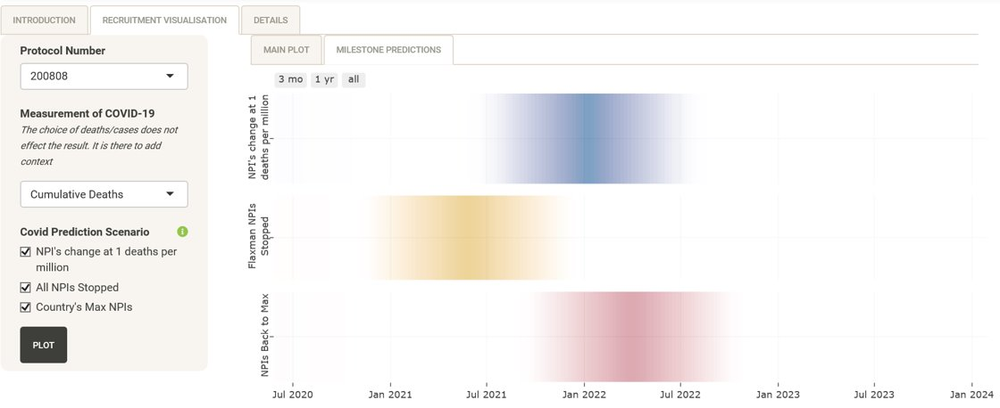 INTRODUCTION
RECRUITMENT VISUALISATION
DETAILS
Protocol Number
200808
Measurement of COVID-19
The choice of deaths/cases does not
effect the result. It is there to add
context
Cumulative Deaths
Covid Prediction Scenario
NPI's change at 1 deaths per
million
All NPIs Stopped
Country's Max NPIs
PLOT
MAIN PLOT
MILESTONE PREDICTIONS
3 mo
1 yr
all
NPI's change at 1
deaths per million
Flaxman NPIs
Stopped
NPIs Back to Max
Jul 2020
Jan 2021
Jul 2021
Jan 2022
Jul 2022
Jan 2023
Jul 2023
Jan 2024